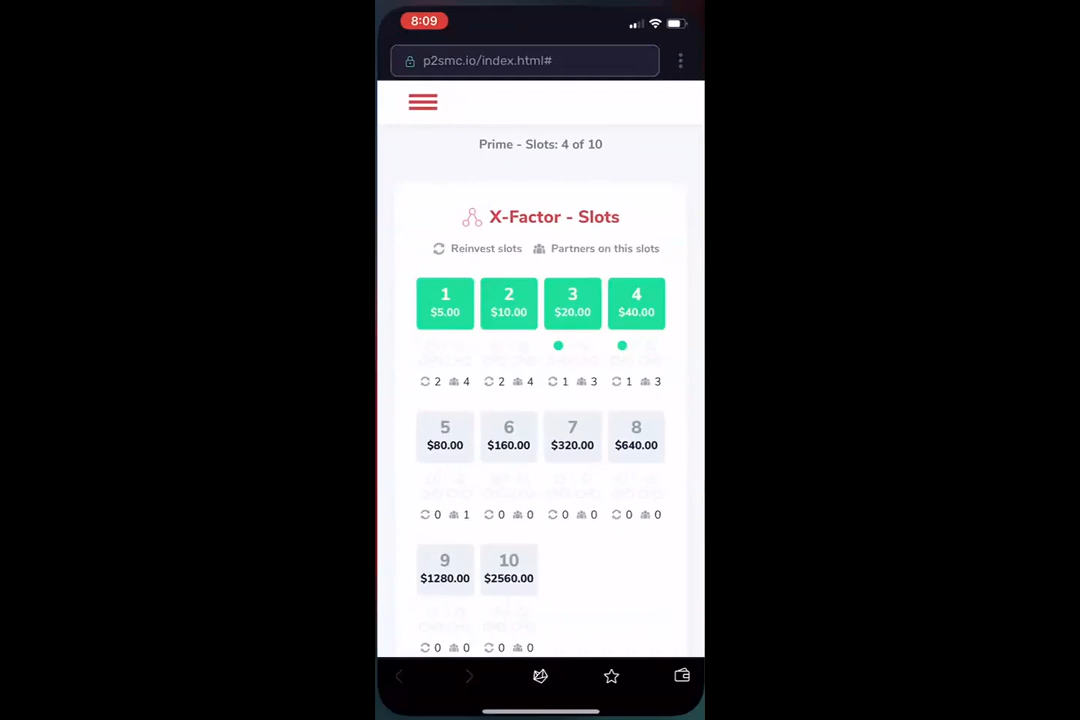 8:09
p2smc.io/index.html#
Prime - Slots: 4 of 10
X-Factor - Slots
Reinvest slots Partners on this slots
1 2 3 4
$5.00 $10.00 $20.00 $40.00
2 4 2 4 1 3 1 3
5 6 7 8
$80.00 $160.00 $320.00 $640.00
0 1 0 0 0 0 0 0
9 10
$1280.00 $2560.00
0 0 0 0